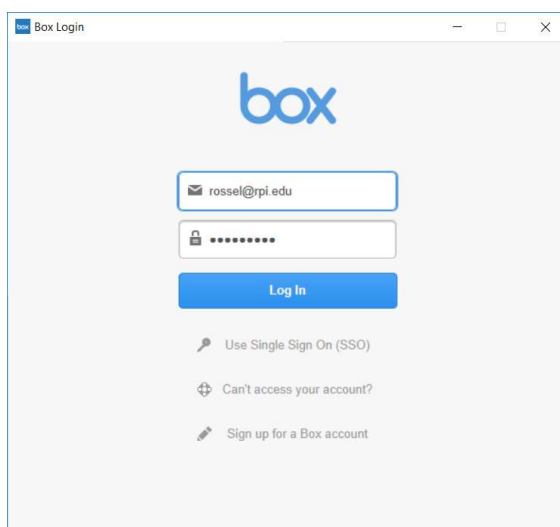 box Box Login
box
rossel@rpi.edu
•••••••••
Log In
Use Single Sign On (SSO)
Can't access your account?
Sign up for a Box account